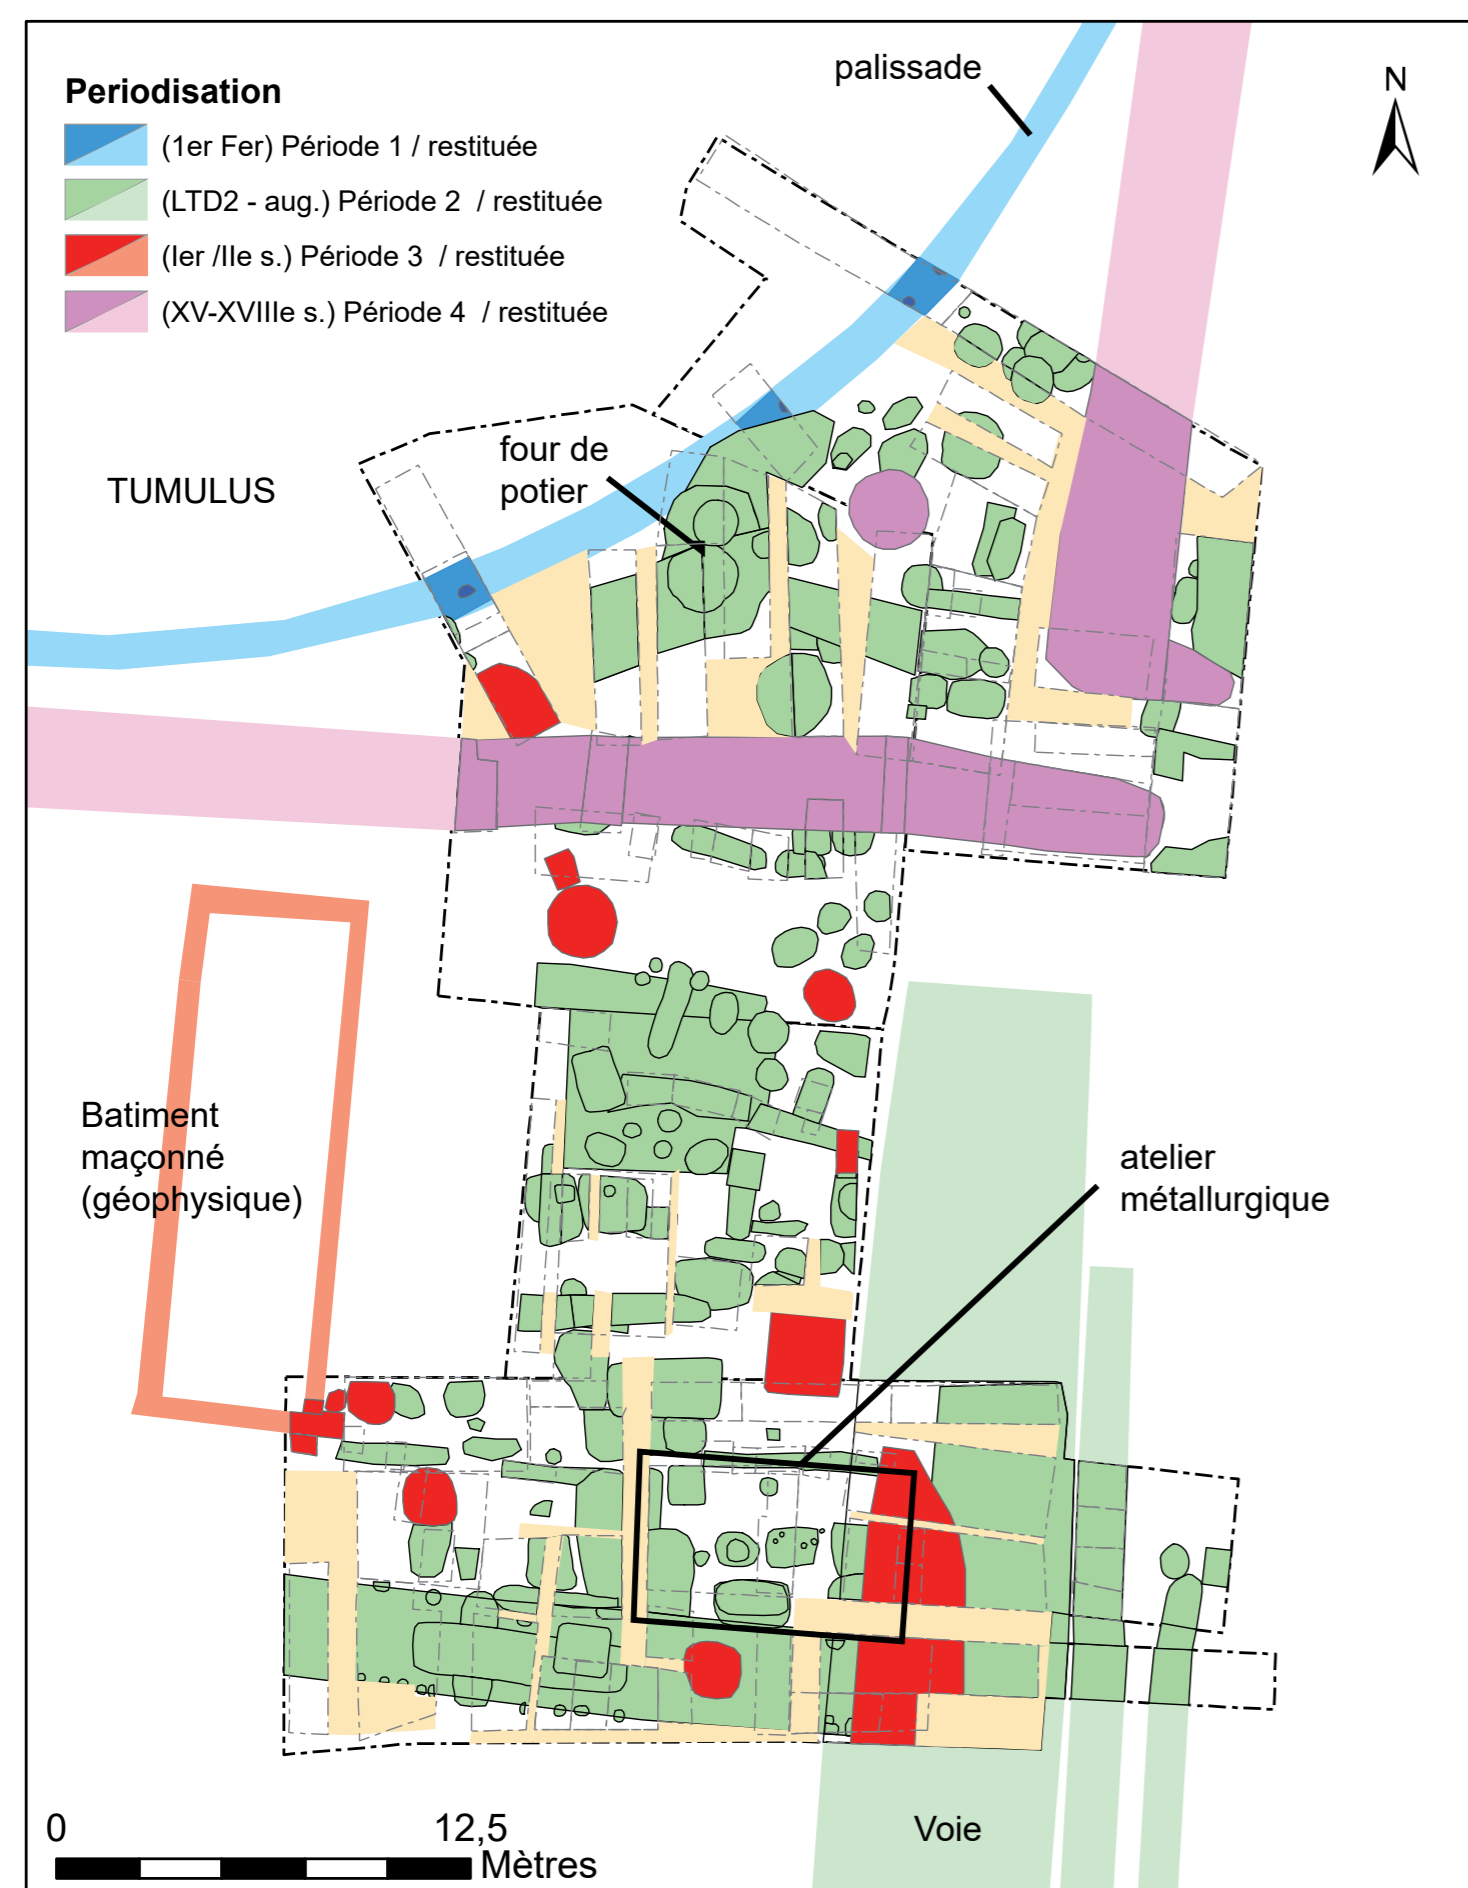 Periodisation
(1er Fer) Période 1 / restituée
(LTD2 - aug.) Période 2 / restituée
(Ier /IIe s.) Période 3 / restituée
(XV-XVIIIe s.) Période 4 / restituée
palissade
N
TUMULUS
four de
potier
Batiment
maçonné
(géophysique)
atelier
métallurgique
Voie
0 12,5
Mètres